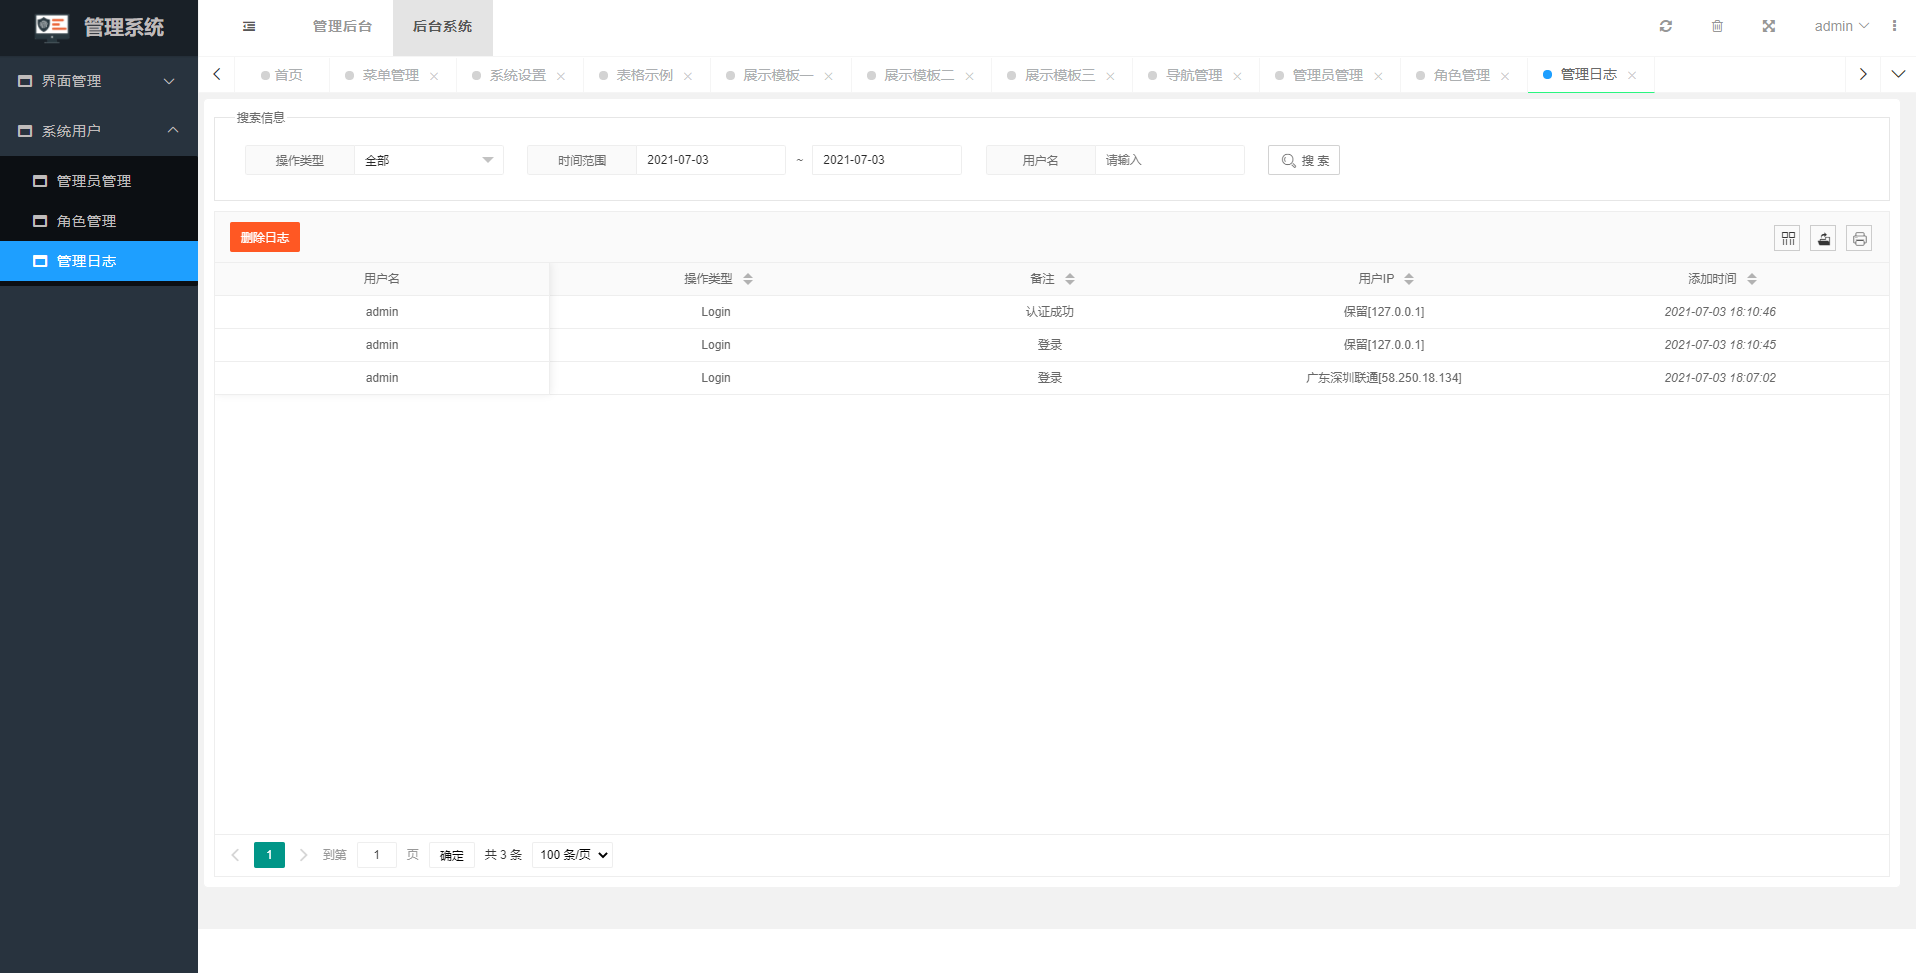 管理系统
管理后台 后台系统 admin
界面管理
系统用户
管理员管理
角色管理
管理日志
首页 菜单管理 系统设置 表格示例 展示模板一 展示模板二 展示模板三 导航管理 管理员管理 角色管理 管理日志
搜索信息
操作类型 全部 时间范围 2021-07-03 ~ 2021-07-03 用户名 请输入 搜 索
删除日志
用户名 操作类型 备注 用户IP 添加时间
admin Login 认证成功 保留[127.0.0.1] 2021-07-03 18:10:46
admin Login 登录 保留[127.0.0.1] 2021-07-03 18:10:45
admin Login 登录 广东深圳联通[58.250.18.134] 2021-07-03 18:07:02
1 到第 1 页 确定 共 3 条 100 条/页